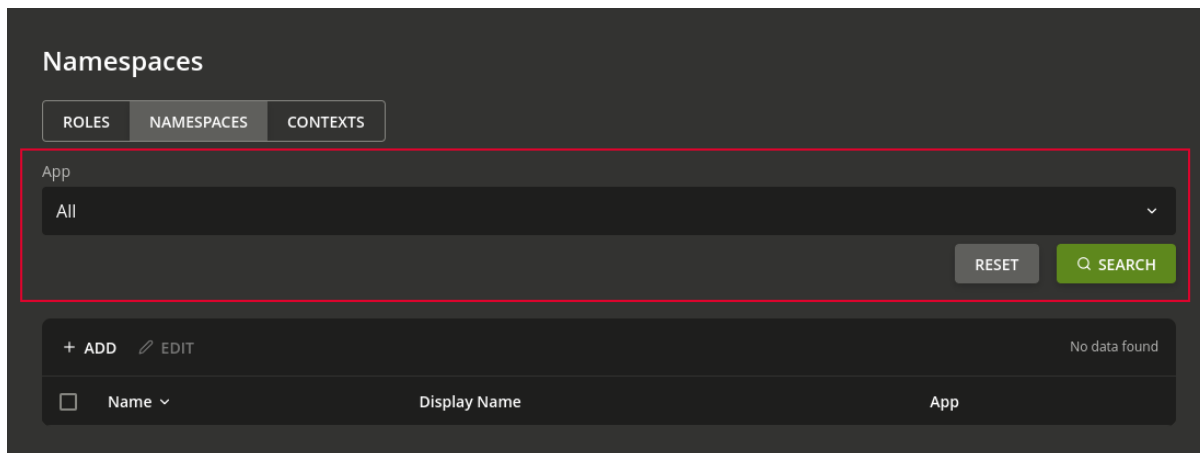 Namespaces
ROLES NAMESPACES CONTEXTS
App
All
RESET SEARCH
+ ADD EDIT No data found
Name Display Name App